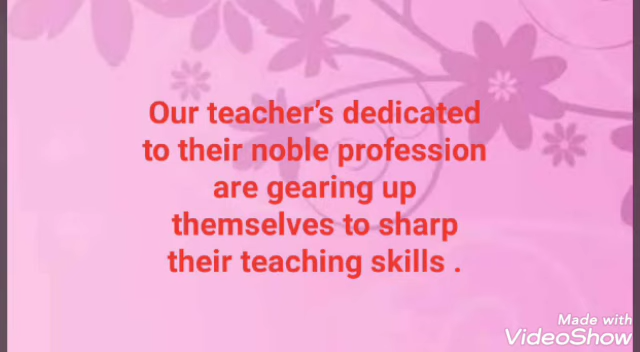 Our teacher's dedicated
to their noble profession
are gearing up
themselves to sharp
their teaching skills .
Made with
VideoShow